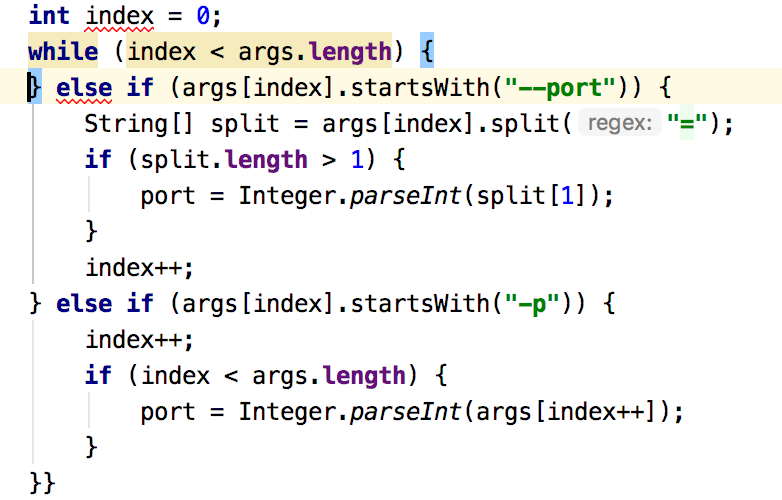 int index = 0;
while (index < args.length) {
} else if (args[index].startsWith("--port")) {
    String[] split = args[index].split( regex: "=");
    if (split.length > 1) {
        port = Integer.parseInt(split[1]);
    }
    index++;
} else if (args[index].startsWith("-p")) {
    index++;
    if (index < args.length) {
        port = Integer.parseInt(args[index++]);
    }
}}